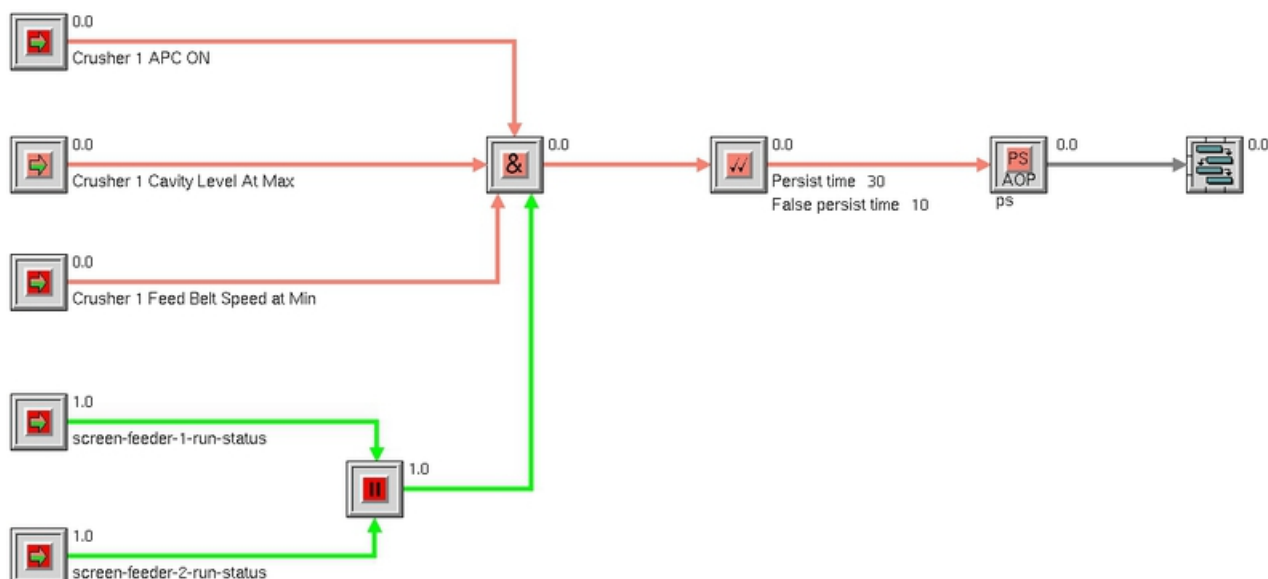 0.0
Crusher 1 APC ON
0.0
Crusher 1 Cavity Level At Max
&
0.0
0.0
Persist time 30
False persist time 10
PS
AOP
ps
0.0
0.0
0.0
Crusher 1 Feed Belt Speed at Min
1.0
screen-feeder-1-run-status
1.0
1.0
screen-feeder-2-run-status